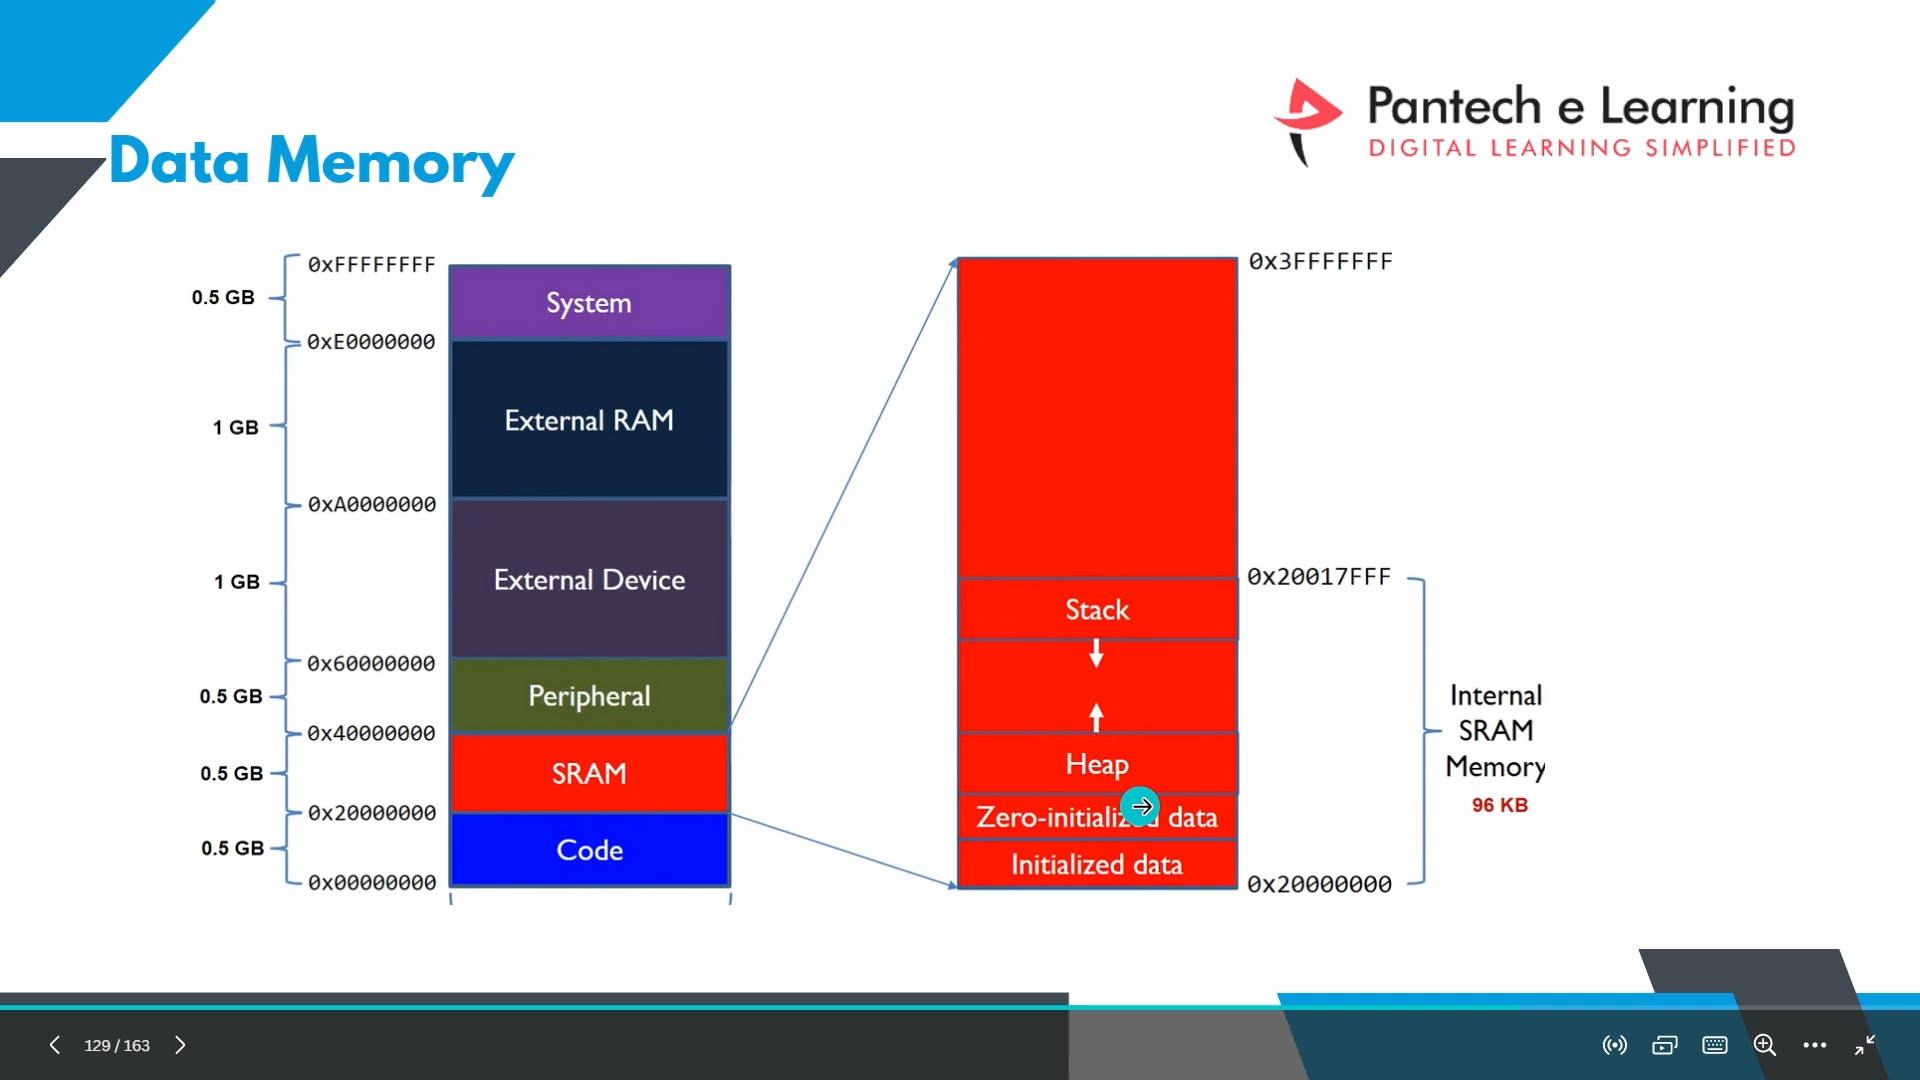 Pantech e Learning
DIGITAL LEARNING SIMPLIFIED
Data Memory
0xFFFFFFFF
0.5 GB
System
0xE0000000
1 GB
External RAM
0xA0000000
1 GB
External Device
0x60000000
0.5 GB
Peripheral
0x40000000
0.5 GB
SRAM
0x20000000
0.5 GB
Code
0x00000000
0x3FFFFFFF
0x20017FFF
Stack
Heap
Zero-initialized data
Initialized data
0x20000000
Internal
SRAM
Memory
96 KB
129 / 163